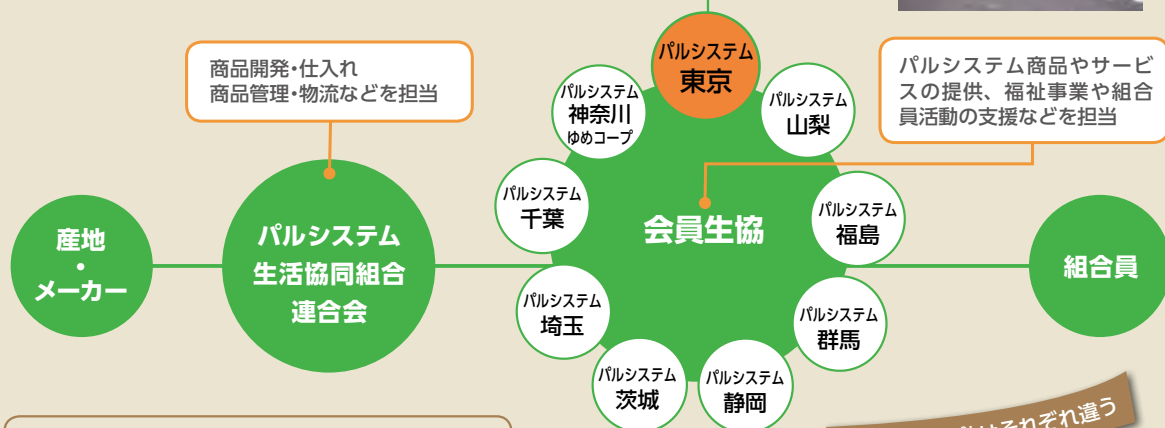 商品開発・仕入れ
商品管理・物流などを担当
パルシステム商品やサービ
スの提供、福祉事業や組合
員活動の支援などを担当
パルシステム
東京
パルシステム
神奈川
ゆめコープ
パルシステム
山梨
パルシステム
千葉
パルシステム
福島
パルシステム
埼玉
パルシステム
群馬
パルシステム
茨城
パルシステム
静岡
産地
・
メーカー
パルシステム
生活協同組合
連合会
会員生協
組合員
はそれぞれ違う